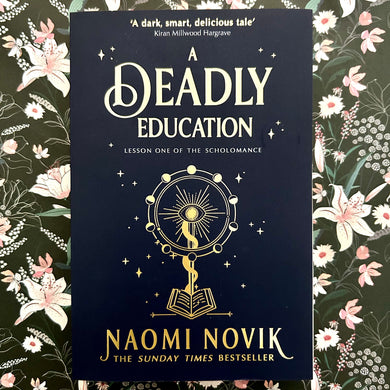 'A dark, smart, delicious tale'
Kiran Millwood Hargrave
A
DEADLY
EDUCATION
LESSON ONE OF THE SCHOLOMANCE
NAOMI NOVIK
THE SUNDAY TIMES BESTSELLER